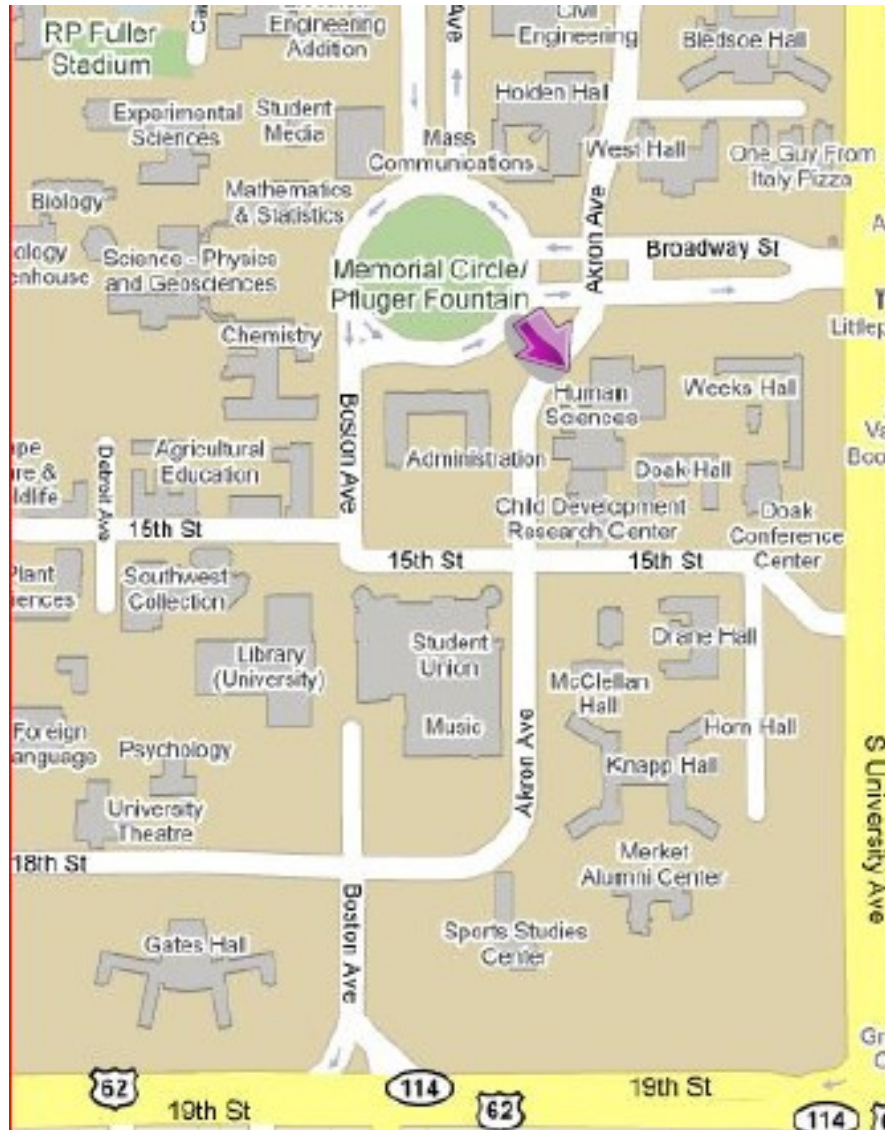 RP Fuller
Stadium
Engineering
Addition
Ave
Civil
Engineering
Bledsoe Hall
Experimental
Sciences
Student
Media
Holden Hall
Mass
Communications
West Hall
One Guy From
Italy Pizza
Biology
Mathematics
& Statistics
Akron Ave
Broadway St
Science - Physics
and Geosciences
Memorial Circle/
Pfluger Fountain
Chemistry
Human
Sciences
Weeks Hall
Boston Ave
Administration
Agricultural
Education
Detroit Ave
Doak Hall
Child Development
Research Center
Doak
Conference
Center
15th St
15th St
15th St
Southwest
Collection
Library
(University)
Student
Union
Music
Drane Hall
McClellan
Hall
Horn Hall
Knapp Hall
Akron Ave
Foreign
Psychology
University
Theatre
S University Ave
18th St
Merket
Alumni Center
Boston Ave
Sports Studies
Center
Gates Hall
62
114
19th St
19th St
62
114